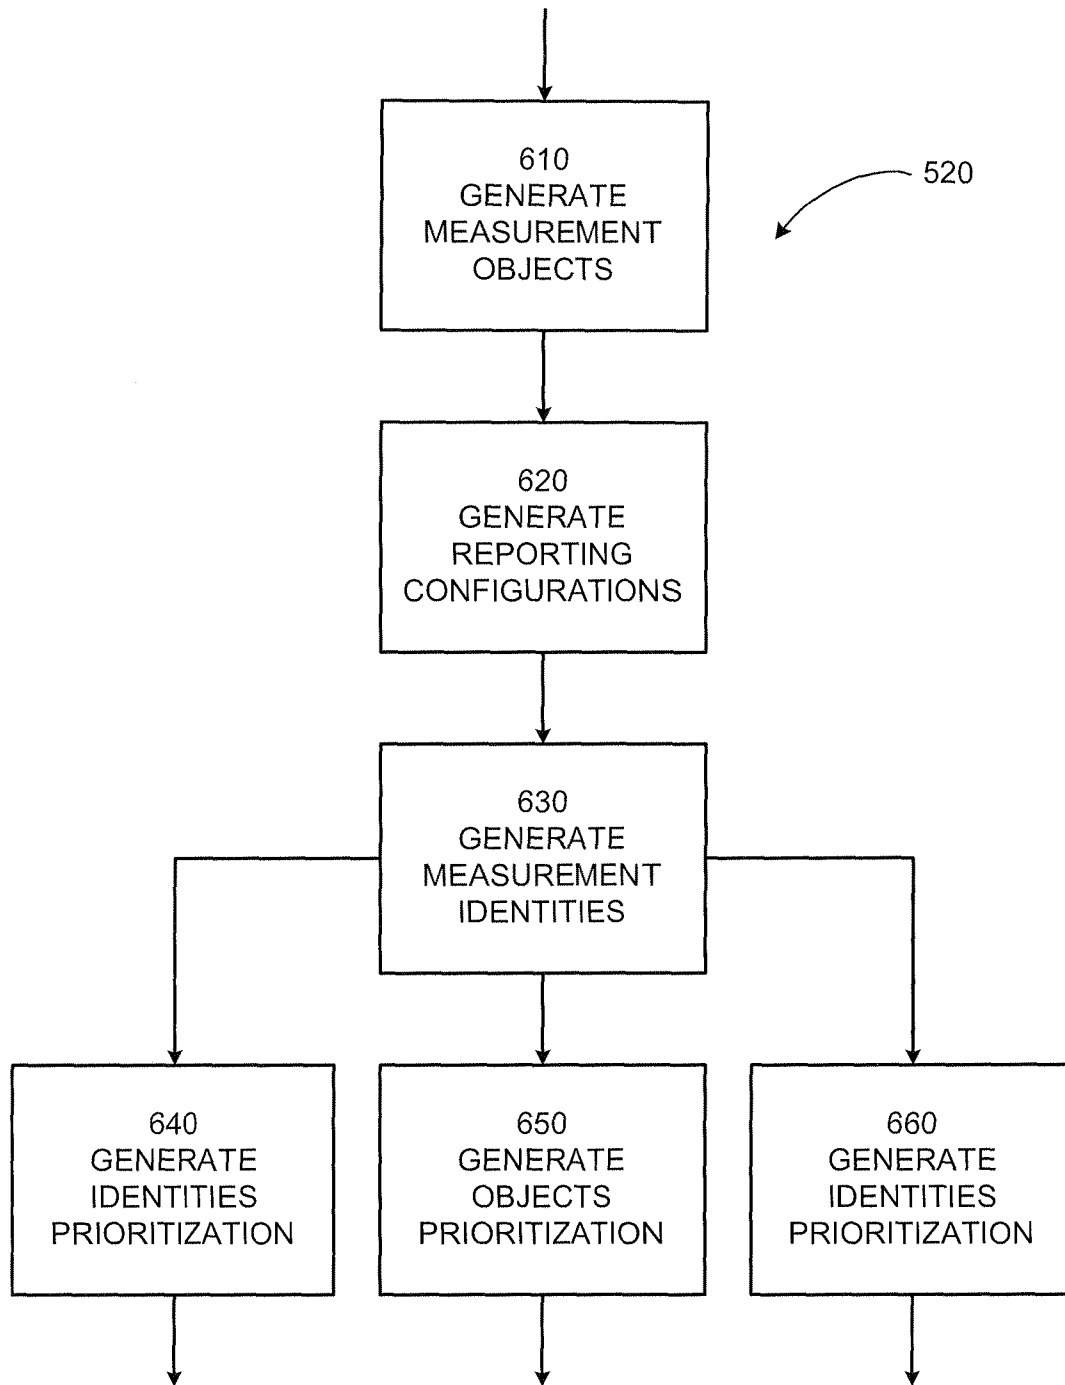 610
GENERATE
MEASUREMENT
OBJECTS
520
620
GENERATE
REPORTING
CONFIGURATIONS
630
GENERATE
MEASUREMENT
IDENTITIES
640
GENERATE
IDENTITIES
PRIORITIZATION
650
GENERATE
OBJECTS
PRIORITIZATION
660
GENERATE
IDENTITIES
PRIORITIZATION